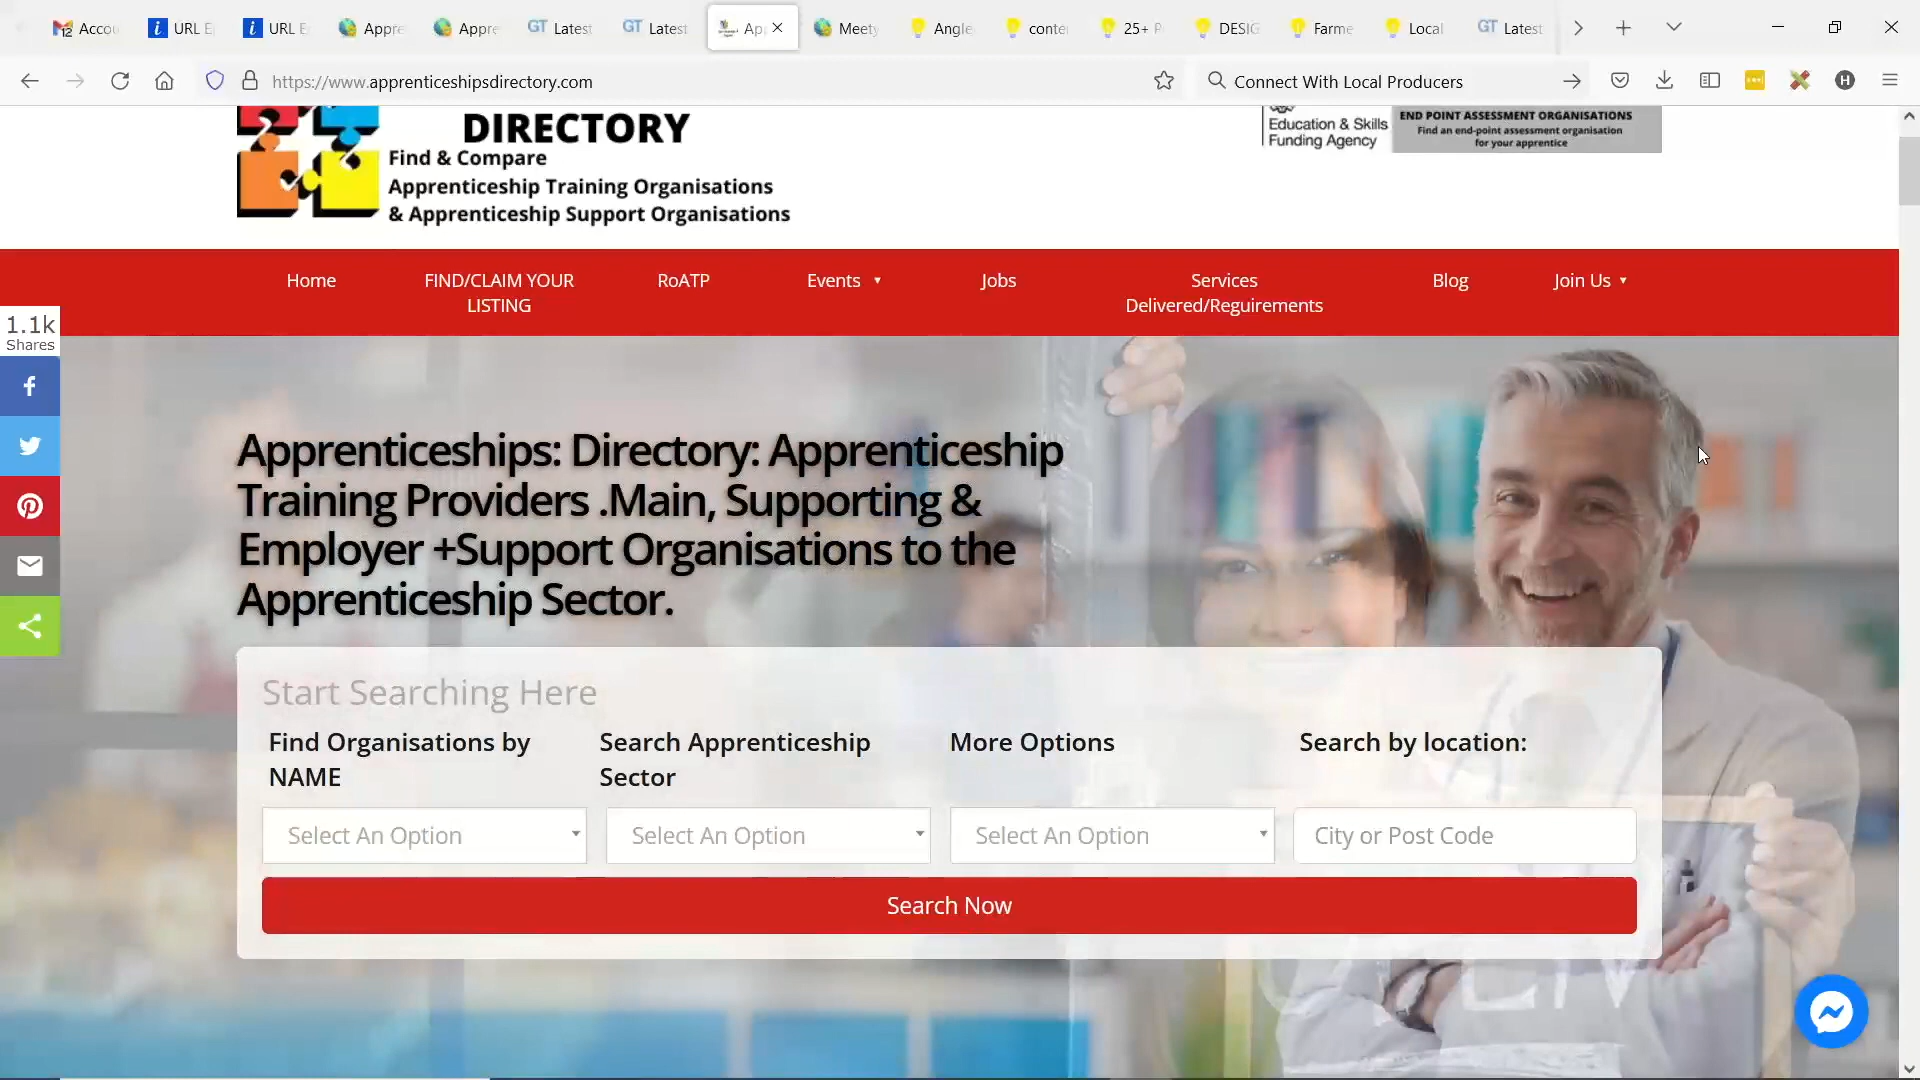 12 Accou
URL E
URL E
Appre
Appre
GT Latest
GT Latest
Ap
Meety
Angle
conte
25+ P
DESIG
Farme
Local
GT Latest
https://www.apprenticeshipsdirectory.com
Connect With Local Producers
H
DIRECTORY
Find & Compare
Apprenticeship Training Organisations
& Apprenticeship Support Organisations
Education & Skills
Funding Agency
END POINT ASSESSMENT ORGANISATIONS
Find an end-point assessment organisation
for your apprentice
Home
FIND/CLAIM YOUR
LISTING
RoATP
Events
Jobs
Services
Delivered/Reguirements
Blog
Join Us
1.1k
Shares
Apprenticeships: Directory: Apprenticeship
Training Providers .Main, Supporting &
Employer +Support Organisations to the
Apprenticeship Sector.
Start Searching Here
Find Organisations by
NAME
Search Apprenticeship
Sector
More Options
Search by location:
Select An Option
Select An Option
Select An Option
City or Post Code
Search Now